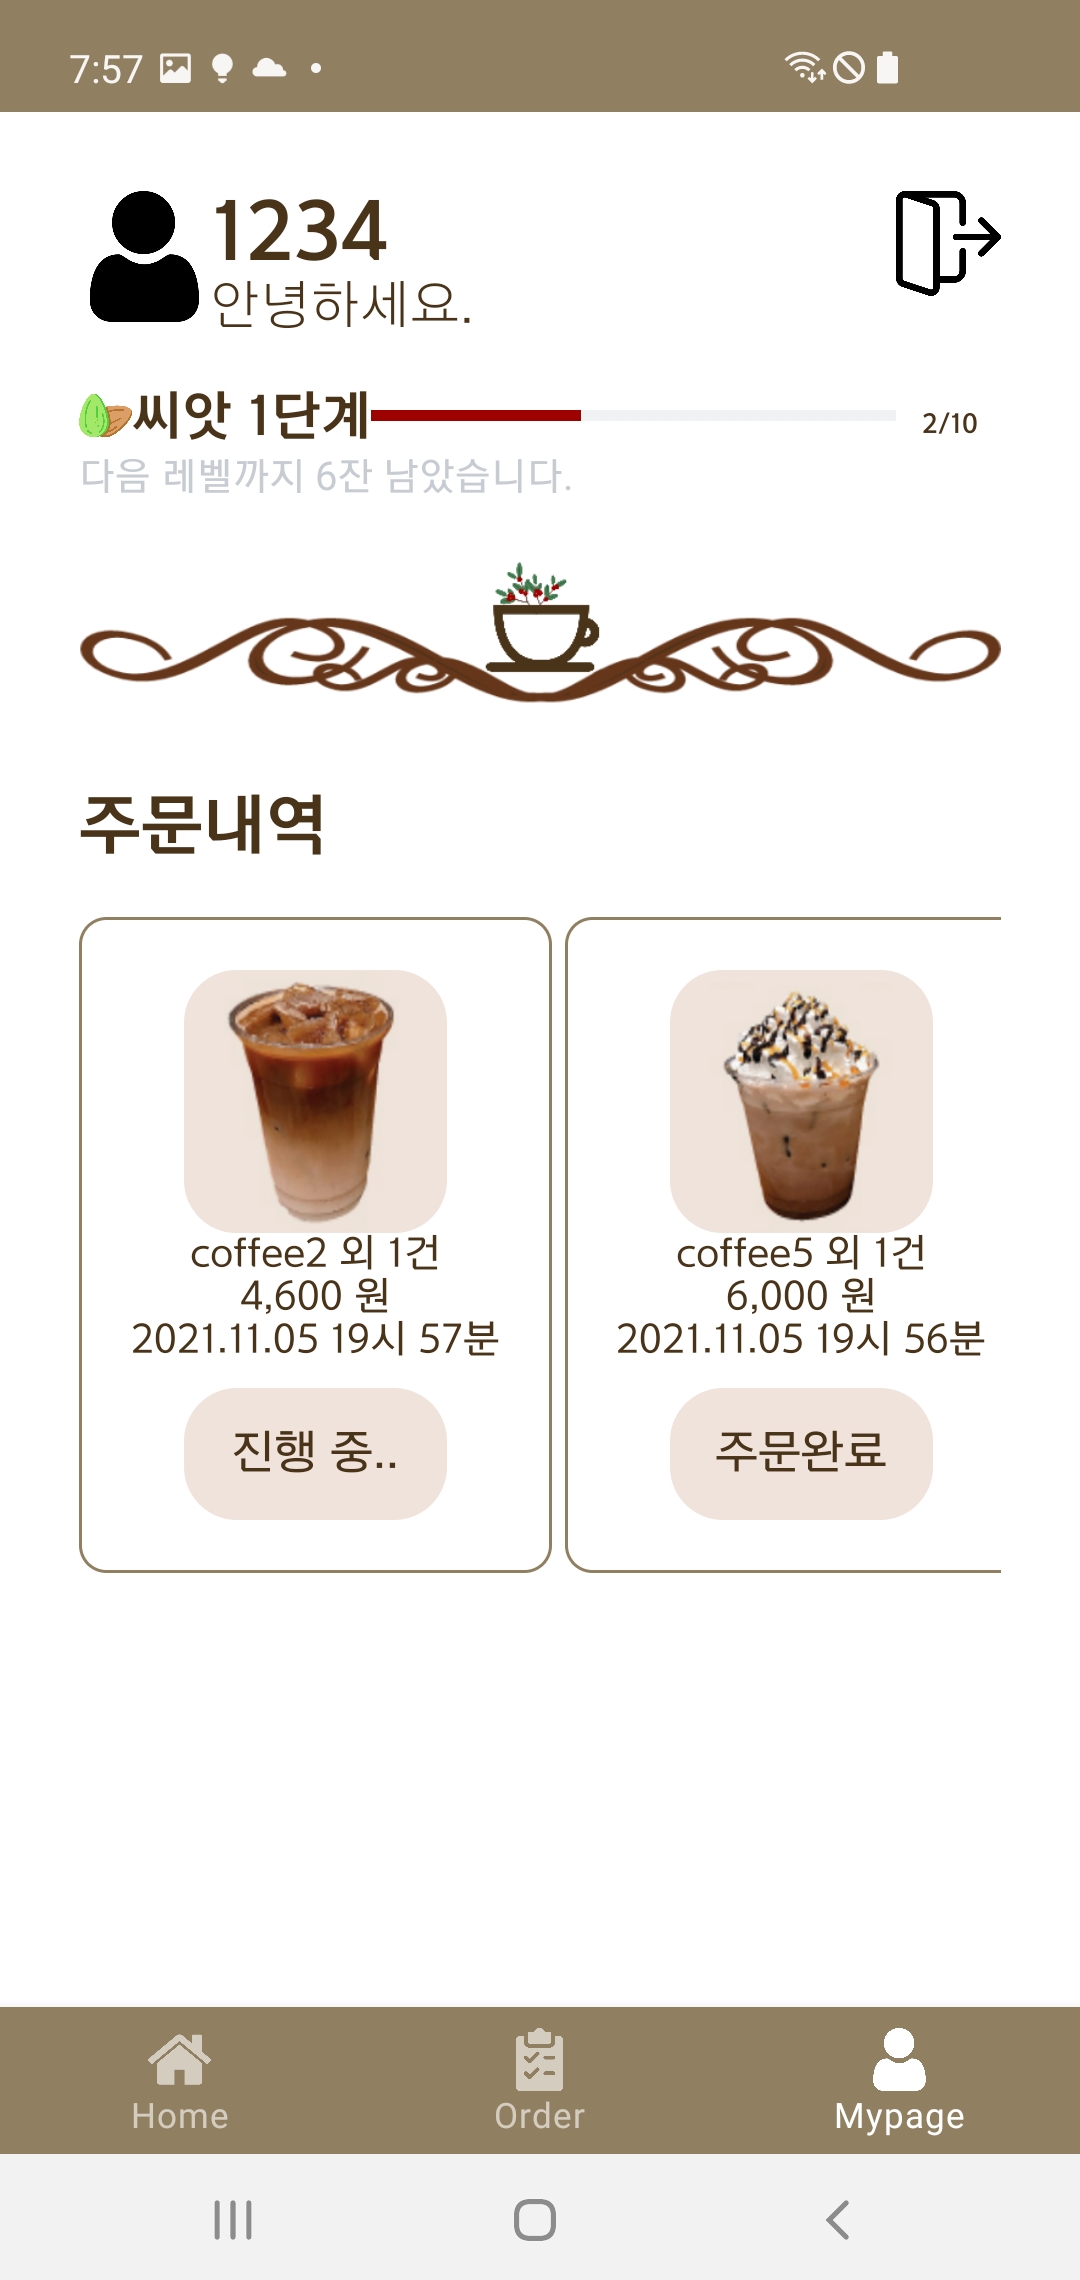 7:57
1234
안녕하세요.
씨앗 1단계
2/10
다음 레벨까지 6잔 남았습니다.
주문내역
coffee2 외 1건
4,600 원
2021.11.05 19시 57분
진행 중..
coffee5 외 1건
6,000 원
2021.11.05 19시 56분
주문완료
Home
Order
Mypage